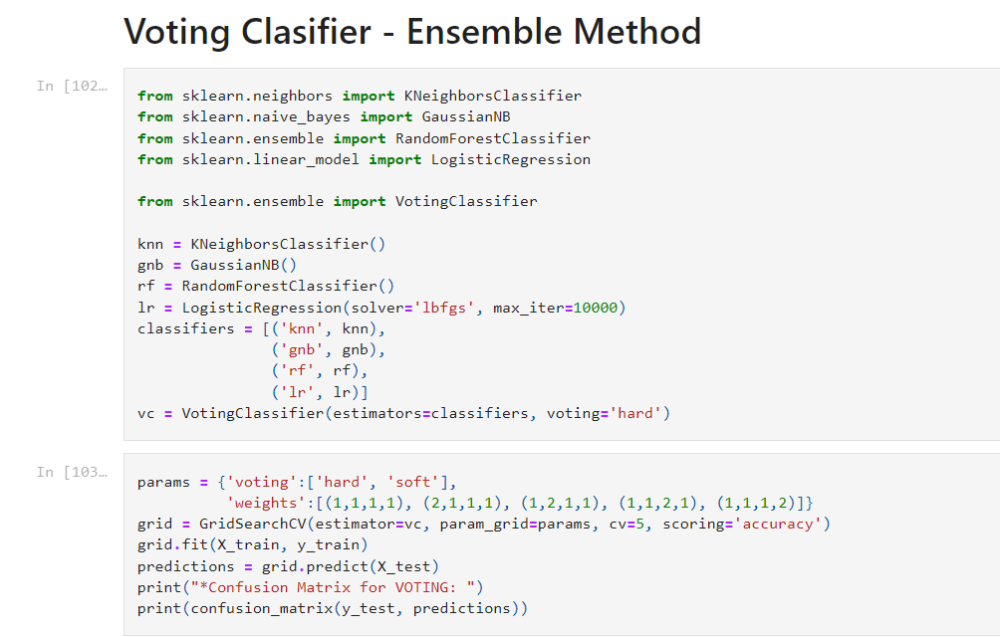 Voting Clasifier - Ensemble Method
In [102…
from sklearn.neighbors import KNeighborsClassifier
from sklearn.naive_bayes import GaussianNB
from sklearn.ensemble import RandomForestClassifier
from sklearn.linear_model import LogisticRegression
from sklearn.ensemble import VotingClassifier
knn = KNeighborsClassifier()
gnb = GaussianNB()
rf = RandomForestClassifier()
lr = LogisticRegression(solver='lbfgs', max_iter=10000)
classifiers = [('knn', knn),
('gnb', gnb),
('rf', rf),
('lr', lr)]
vc = VotingClassifier(estimators=classifiers, voting='hard')
In [103…
params = {'voting':['hard', 'soft'],
'weights':[(1,1,1,1), (2,1,1,1), (1,2,1,1), (1,1,2,1), (1,1,1,2)]}
grid = GridSearchCV(estimator=vc, param_grid=params, cv=5, scoring='accuracy')
grid.fit(X_train, y_train)
predictions = grid.predict(X_test)
print("*Confusion Matrix for VOTING: ")
print(confusion_matrix(y_test, predictions))